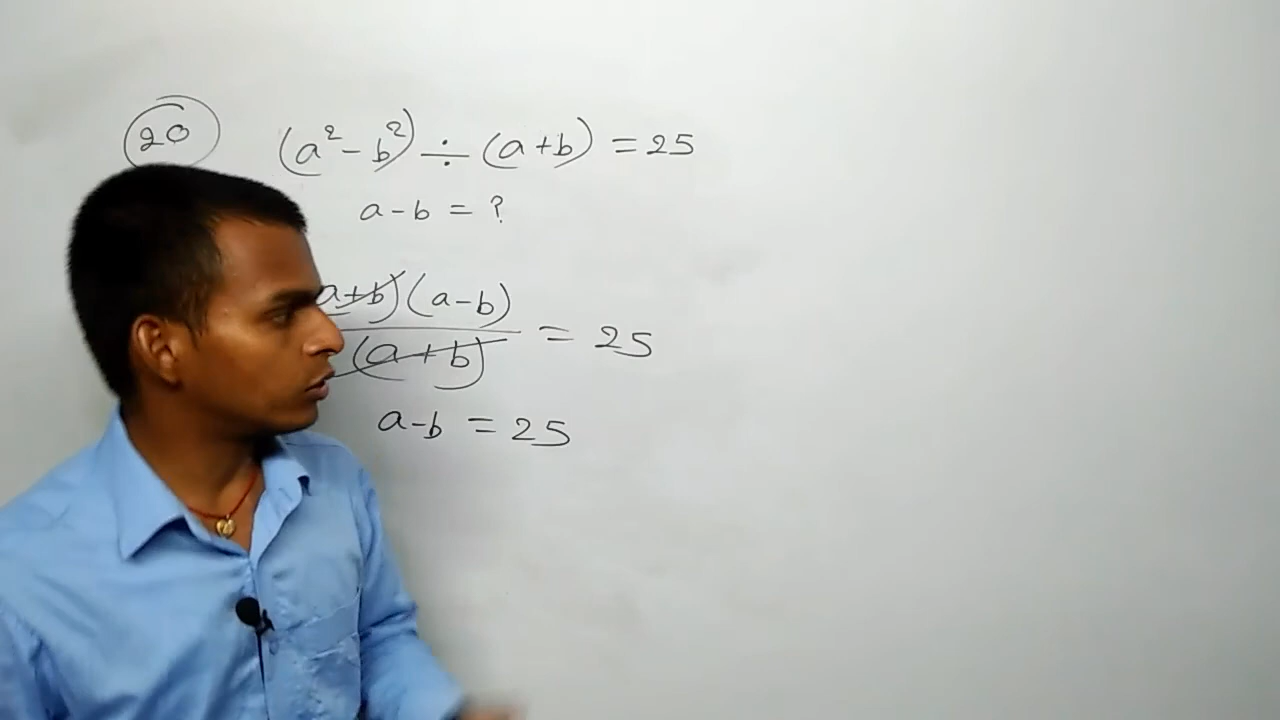 20 (a² - b²) ÷ (a+b) = 25
a-b = ?
a+b) (a-b)
(a+b) = 25
a-b = 25